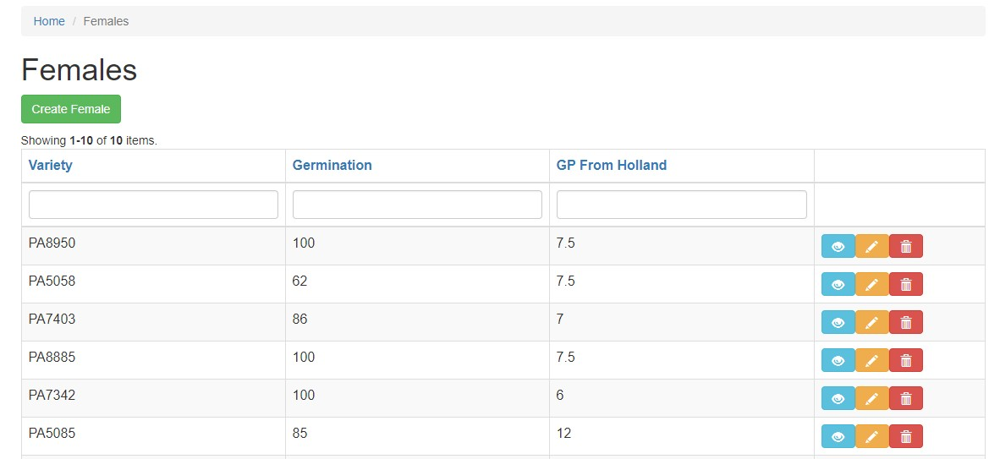 Home / Females
Females
Create Female
Showing 1-10 of 10 items.
Variety Germination GP From Holland
PA8950 100 7.5
PA5058 62 7.5
PA7403 86 7
PA8885 100 7.5
PA7342 100 6
PA5085 85 12